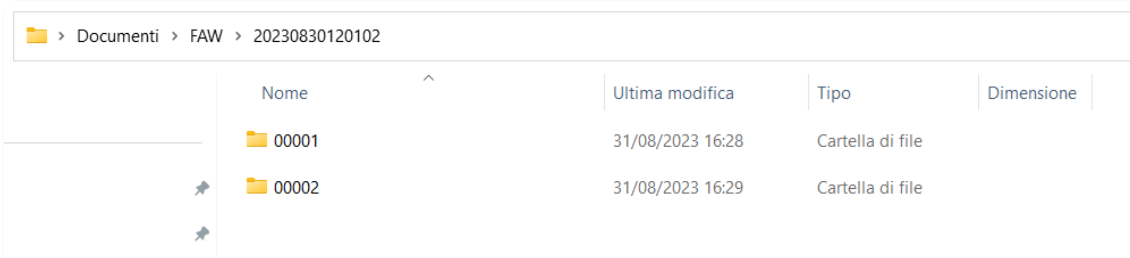 Documenti > FAW > 20230830120102
Nome Ultima modifica Tipo Dimensione
00001 31/08/2023 16:28 Cartella di file
00002 31/08/2023 16:29 Cartella di file